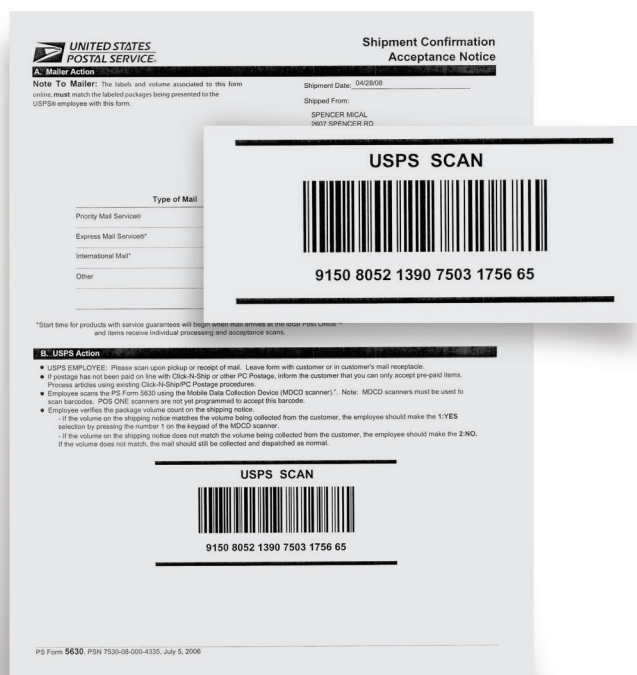 UNITED STATES
POSTAL SERVICE®
Shipment Confirmation
Acceptance Notice
A. Mailer Action
Note To Mailer: The labels and volume associated to this form
online, must match the labeled packages being presented to the
USPS® employee with this form.
Shipment Date: 04/28/08
Shipped From:
SPENCER MICAL
2607 SPENCER RD
USPS SCAN
9150 8052 1390 7503 1756 65
Type of Mail
Priority Mail Service®
Express Mail Service®*
International Mail*
Other
*Start time for products with service guarantees will begin when mail arrives at the local Post Office™
and items receive individual processing and acceptance scans.
B. USPS Action
● USPS EMPLOYEE: Please scan upon pickup or receipt of mail. Leave form with customer or in customer's mail receptacle.
● If postage has not been paid on line with Click-N-Ship or other PC Postage, inform the customer that you can only accept pre-paid items.
Process articles using existing Click-N-Ship/PC Postage procedures.
● Employee scans the PS Form 5630 using the Mobile Data Collection Device (MDCD scanner).". Note: MDCD scanners must be used to
scan barcodes. POS ONE scanners are not yet programmed to accept this barcode.
● Employee verifies the package volume count on the shipping notice.
- If the volume on the shipping notice matches the volume being collected from the customer, the employee should make the 1:YES
selection by pressing the number 1 on the keypad of the MDCD scanner.
- If the volume on the shipping notice does not match the volume being collected from the customer, the employee should make the 2:NO.
If the volume does not match, the mail should still be collected and dispatched as normal.
USPS SCAN
9150 8052 1390 7503 1756 65
PS Form 5630, PSN 7530-08-000-4335, July 5, 2006